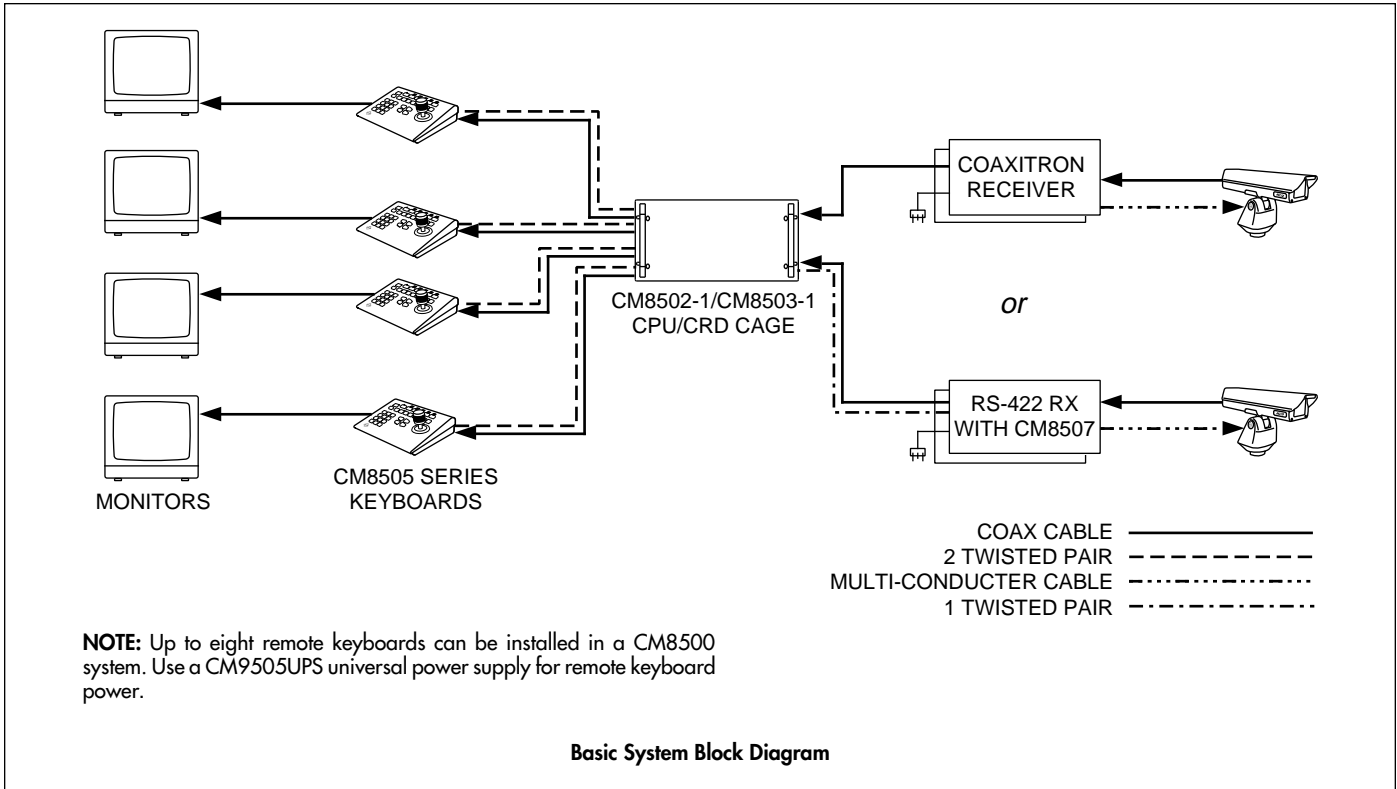 COAXITRON
RECEIVER
CM8502-1/CM8503-1
CPU/CRD CAGE
or
RS-422 RX
WITH CM8507
MONITORS
CM8505 SERIES
KEYBOARDS
COAX CABLE
2 TWISTED PAIR
MULTI-CONDUCTER CABLE
1 TWISTED PAIR
NOTE: Up to eight remote keyboards can be installed in a CM8500
system. Use a CM9505UPS universal power supply for remote keyboard
power.
Basic System Block Diagram